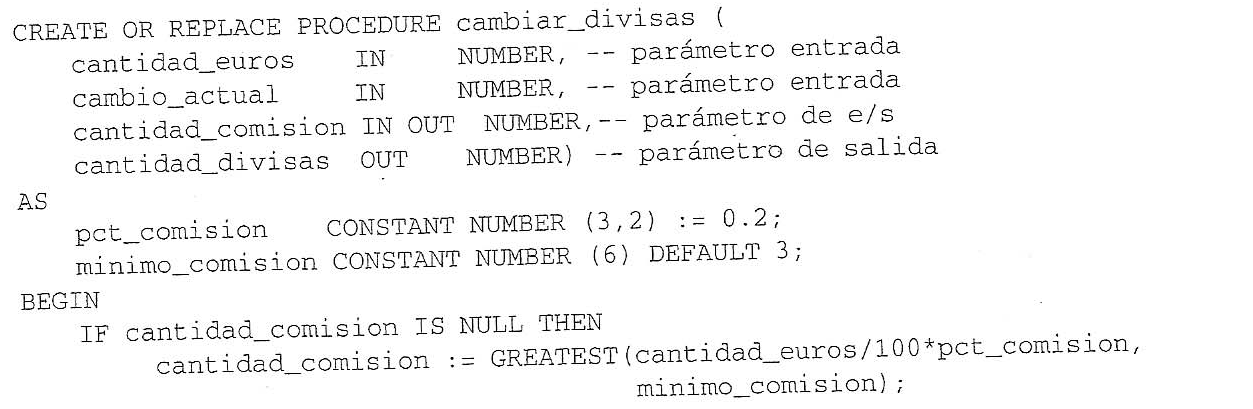 CREATE OR REPLACE PROCEDURE cambiar_divisas (
cantidad_euros IN NUMBER, -- parámetro entrada
cambio_actual IN NUMBER, -- parámetro entrada
cantidad_comision IN OUT NUMBER,-- parámetro de e/s
cantidad_divisas OUT NUMBER) -- parámetro de salida
AS
pct_comision CONSTANT NUMBER (3,2) := 0.2;
minimo_comision CONSTANT NUMBER (6) DEFAULT 3;
BEGIN
IF cantidad_comision IS NULL THEN
cantidad_comision := GREATEST(cantidad_euros/100*pct_comision,
minimo_comision);